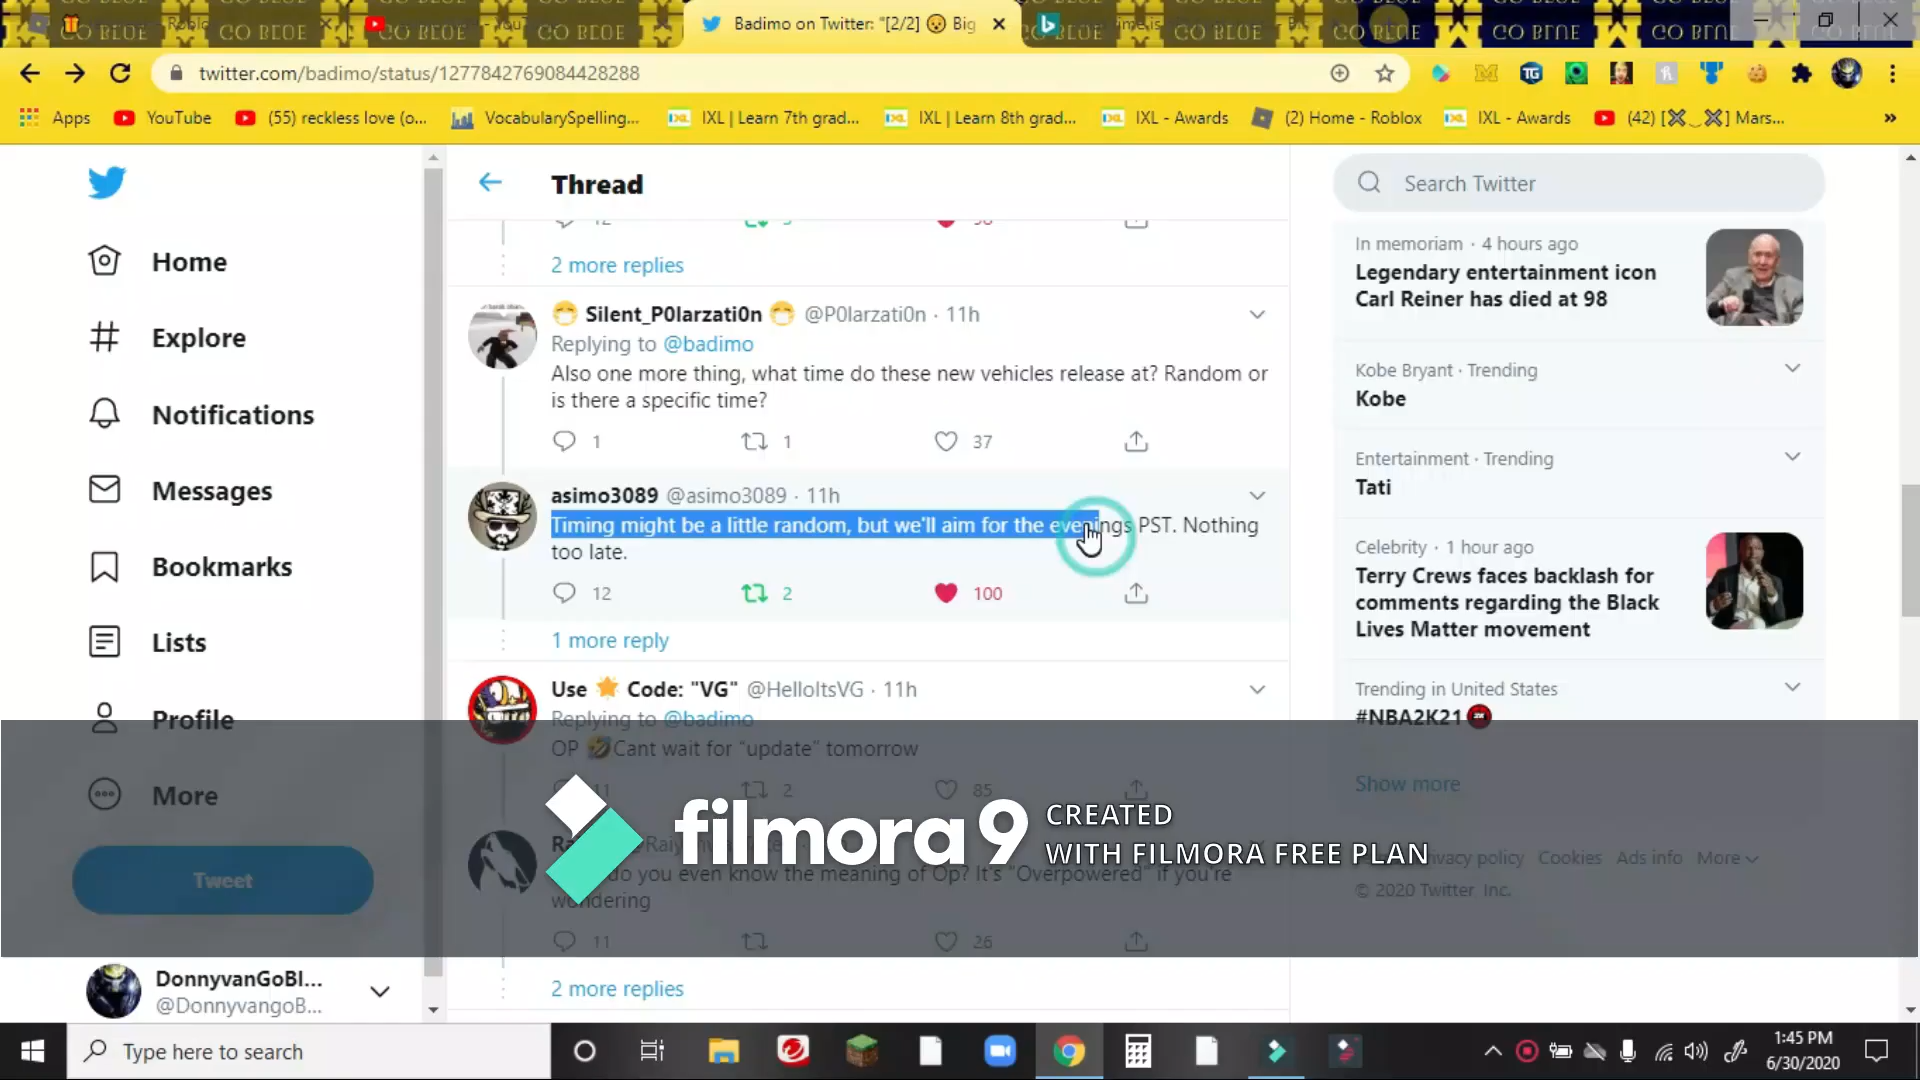 Badimo on Twitter: "[2/2] 😮 Big
twitter.com/badimo/status/1277842769084428288
Apps
YouTube
(55) reckless love (o...
VocabularySpelling...
IXL | Learn 7th grad...
IXL | Learn 8th grad...
IXL - Awards
(2) Home - Roblox
IXL - Awards
(42) [✖‿✖] Mars...
»
Home
Explore
Notifications
Messages
Bookmarks
Lists
Profile
More
Tweet
DonnyvanGoBl...
@DonnyvangoB...
Thread
2 more replies
😷 Silent_P0larzati0n 😷 @P0larzati0n · 11h
Replying to @badimo
Also one more thing, what time do these new vehicles release at? Random or
is there a specific time?
1 1 37
asimo3089 @asimo3089 · 11h
Timing might be a little random, but we'll aim for the evenings PST. Nothing
too late.
12 2 100
1 more reply
Use 🌟 Code: "VG" @HelloItsVG · 11h
Replying to @badimo
OP 🤣Cant wait for "update" tomorrow
11 2 85
do you even know the meaning of Op? It's "Overpowered" if you're
wondering
11 26
2 more replies
Search Twitter
In memoriam · 4 hours ago
Legendary entertainment icon
Carl Reiner has died at 98
Kobe Bryant · Trending
Kobe
Entertainment · Trending
Tati
Celebrity · 1 hour ago
Terry Crews faces backlash for
comments regarding the Black
Lives Matter movement
Trending in United States
#NBA2K21
Show more
Privacy policy Cookies Ads info More
© 2020 Twitter, Inc.
filmora9
CREATED
WITH FILMORA FREE PLAN
Type here to search
1:45 PM
6/30/2020